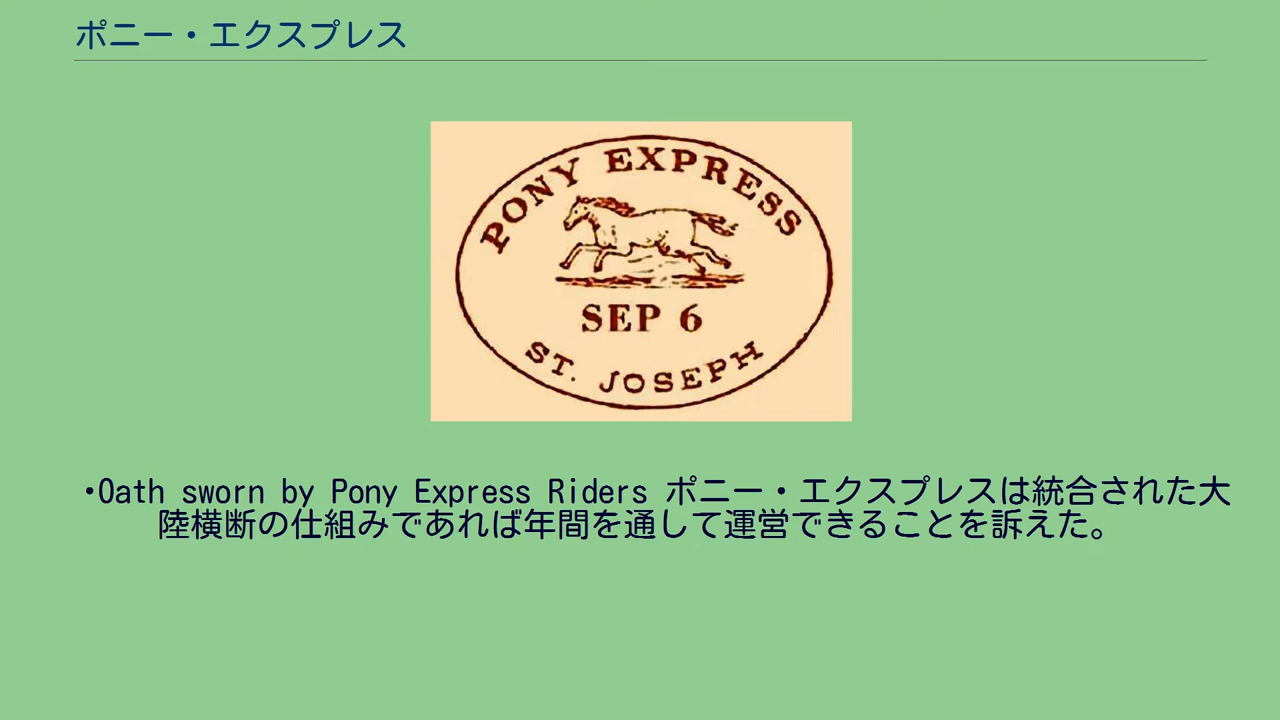 ポニー・エクスプレス
PONY EXPRESS
SEP 6
ST. JOSEPH
•Oath sworn by Pony Express Riders ポニー・エクスプレスは統合された大
陸横断の仕組みであれば年間を通して運営できることを訴えた。